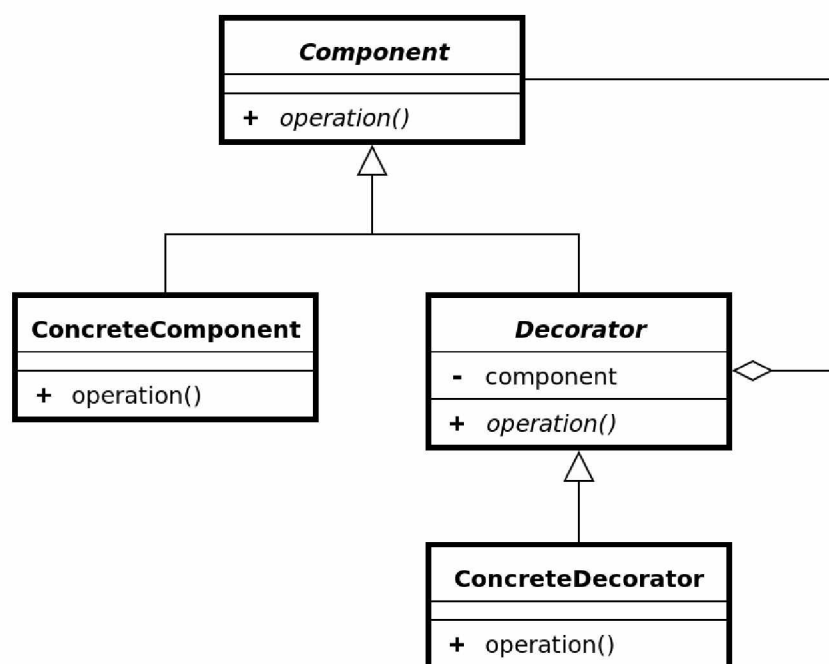 Component
+ operation()
ConcreteComponent
+ operation()
Decorator
- component
+ operation()
ConcreteDecorator
+ operation()